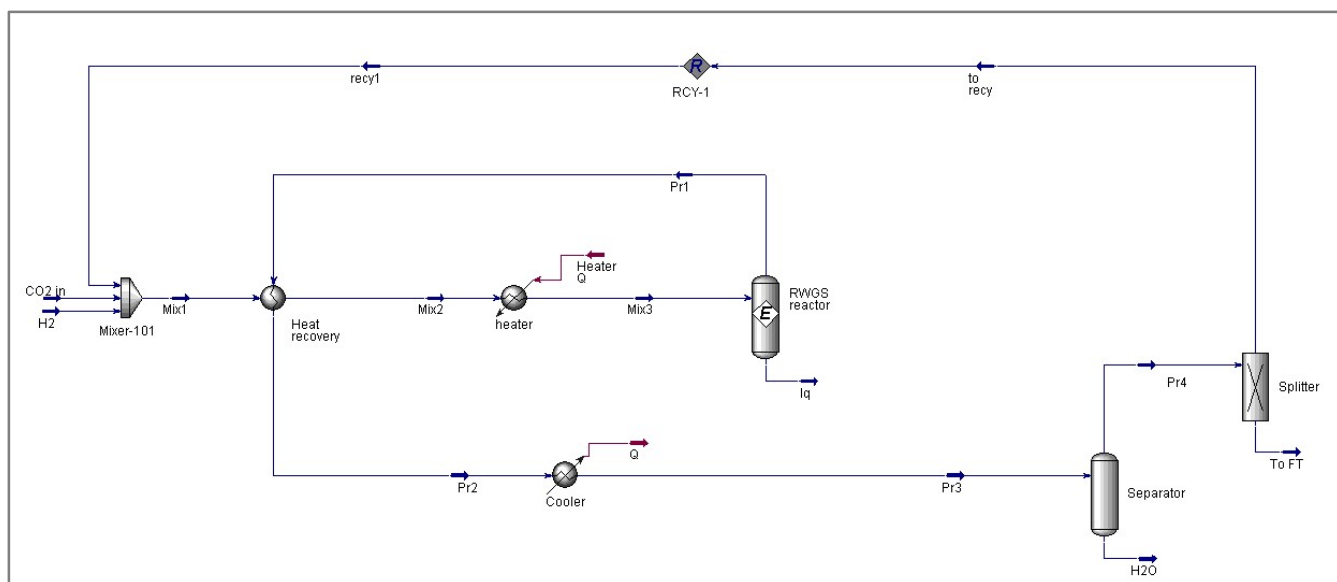 recy1
RCY-1
R
to
recy
Pr1
CO2 in
H2
Mixer-101
Mix1
Heat
recovery
Mix2
Heater
Q
heater
Mix3
RWGS
reactor
E
lq
Pr2
Q
Cooler
Pr3
Pr4
Splitter
To FT
Separator
H2O